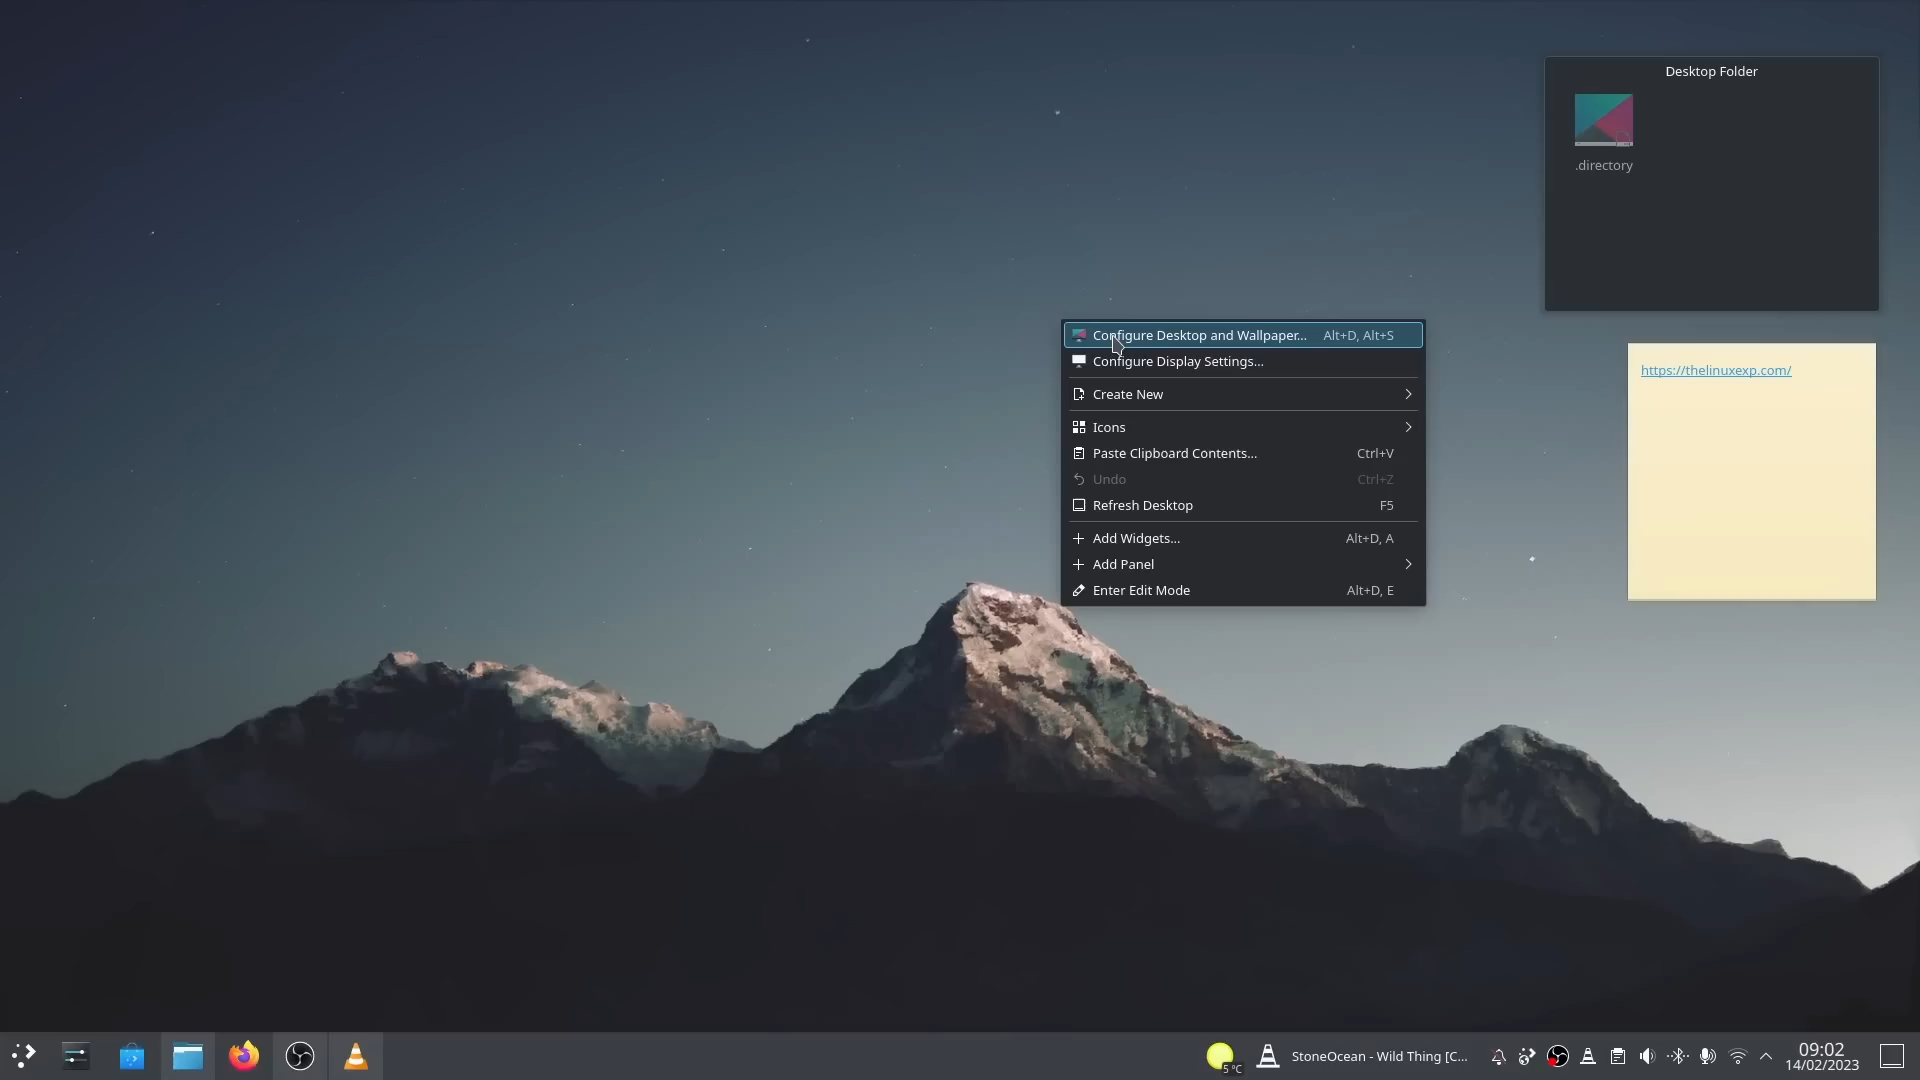 Desktop Folder
.directory
Configure Desktop and Wallpaper... Alt+D, Alt+S
Configure Display Settings...
Create New
Icons
Paste Clipboard Contents... Ctrl+V
Undo Ctrl+Z
Refresh Desktop F5
Add Widgets... Alt+D, A
Add Panel
Enter Edit Mode Alt+D, E
https://thelinuxexp.com/
5 °C
StoneOcean - Wild Thing [C...
09:02
14/02/2023